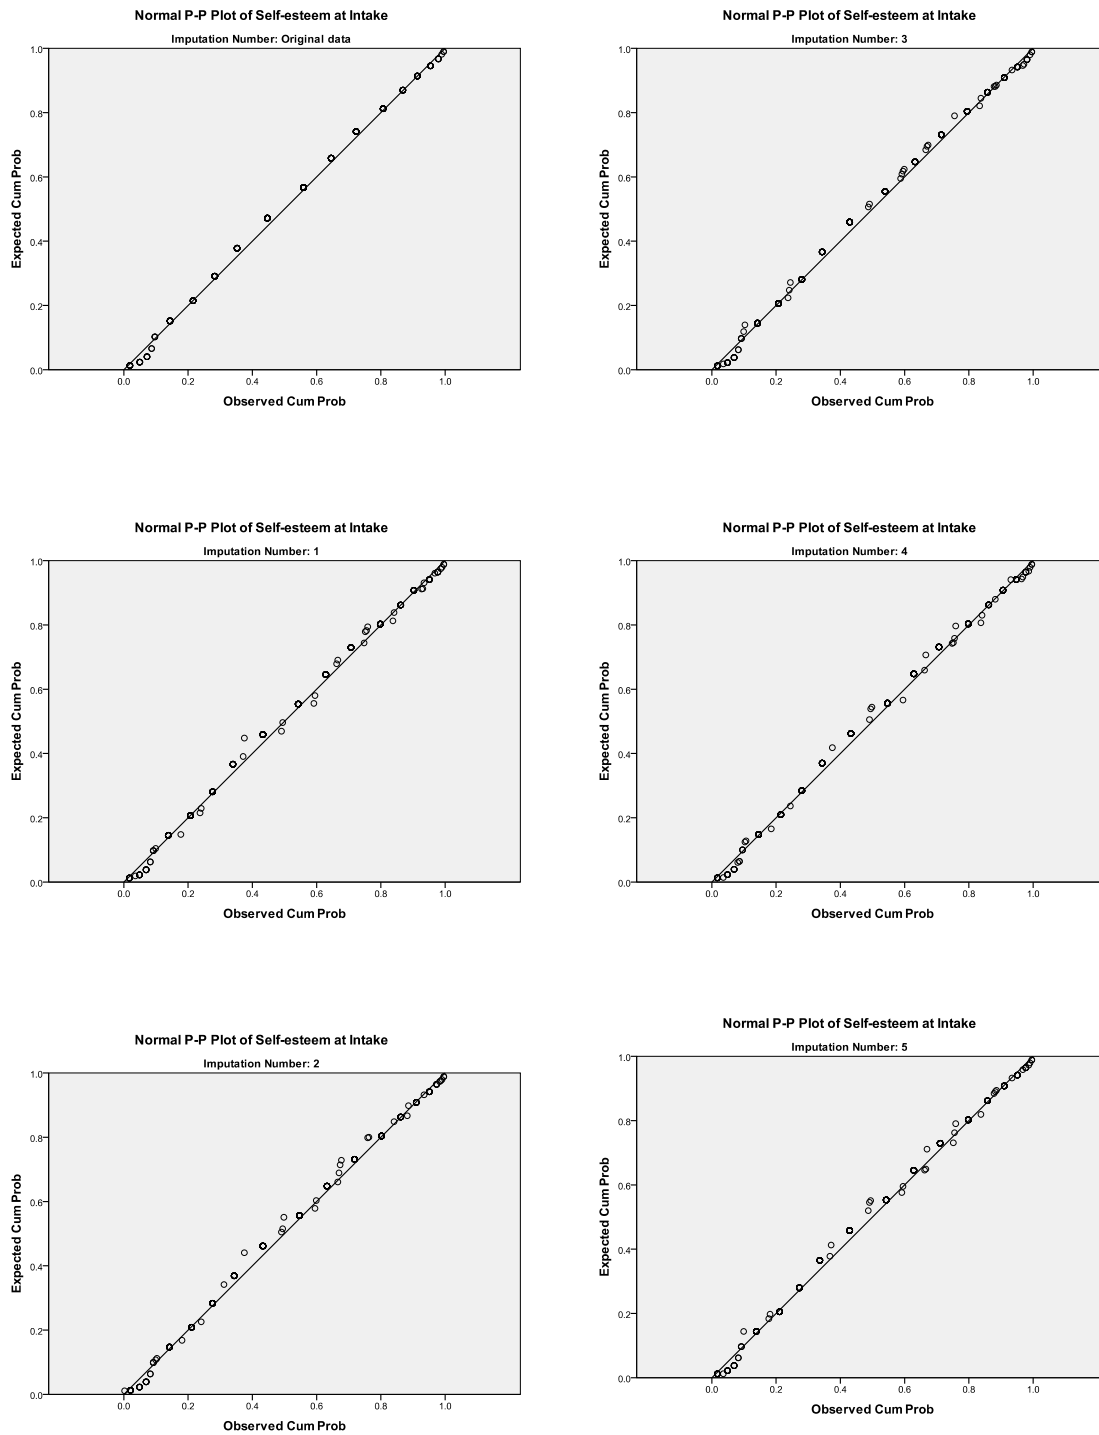 Normal P-P Plot of Self-esteem at Intake
Imputation Number: Original data
1.0
0.8
0.6
0.4
0.2
0.0
Expected Cum Prob
0.0 0.2 0.4 0.6 0.8 1.0
Observed Cum Prob
Normal P-P Plot of Self-esteem at Intake
Imputation Number: 3
1.0
0.8
0.6
0.4
0.2
0.0
Expected Cum Prob
0.0 0.2 0.4 0.6 0.8 1.0
Observed Cum Prob
Normal P-P Plot of Self-esteem at Intake
Imputation Number: 1
1.0
0.8
0.6
0.4
0.2
0.0
Expected Cum Prob
0.0 0.2 0.4 0.6 0.8 1.0
Observed Cum Prob
Normal P-P Plot of Self-esteem at Intake
Imputation Number: 4
1.0
0.8
0.6
0.4
0.2
0.0
Expected Cum Prob
0.0 0.2 0.4 0.6 0.8 1.0
Observed Cum Prob
Normal P-P Plot of Self-esteem at Intake
Imputation Number: 2
1.0
0.8
0.6
0.4
0.2
0.0
Expected Cum Prob
0.0 0.2 0.4 0.6 0.8 1.0
Observed Cum Prob
Normal P-P Plot of Self-esteem at Intake
Imputation Number: 5
1.0
0.8
0.6
0.4
0.2
0.0
Expected Cum Prob
0.0 0.2 0.4 0.6 0.8 1.0
Observed Cum Prob